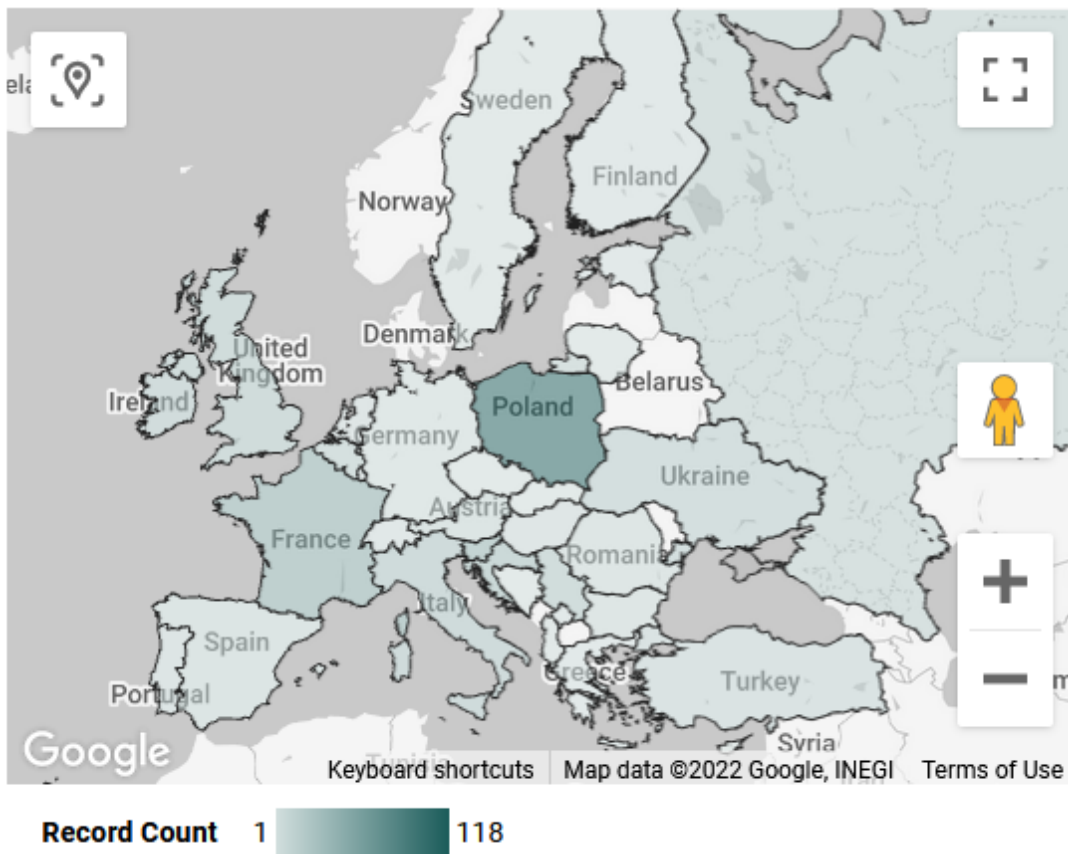 Sweden
Finland
Norway
Denmark
United
Kingdom
Ireland
Belarus
Poland
Germany
Ukraine
Austria
France
Romania
Italy
Spain
Greece
Portugal
Turkey
Syria
Google
Tunisia
Keyboard shortcuts
Map data ©2022 Google, INEGI
Terms of Use
Record Count 1 118